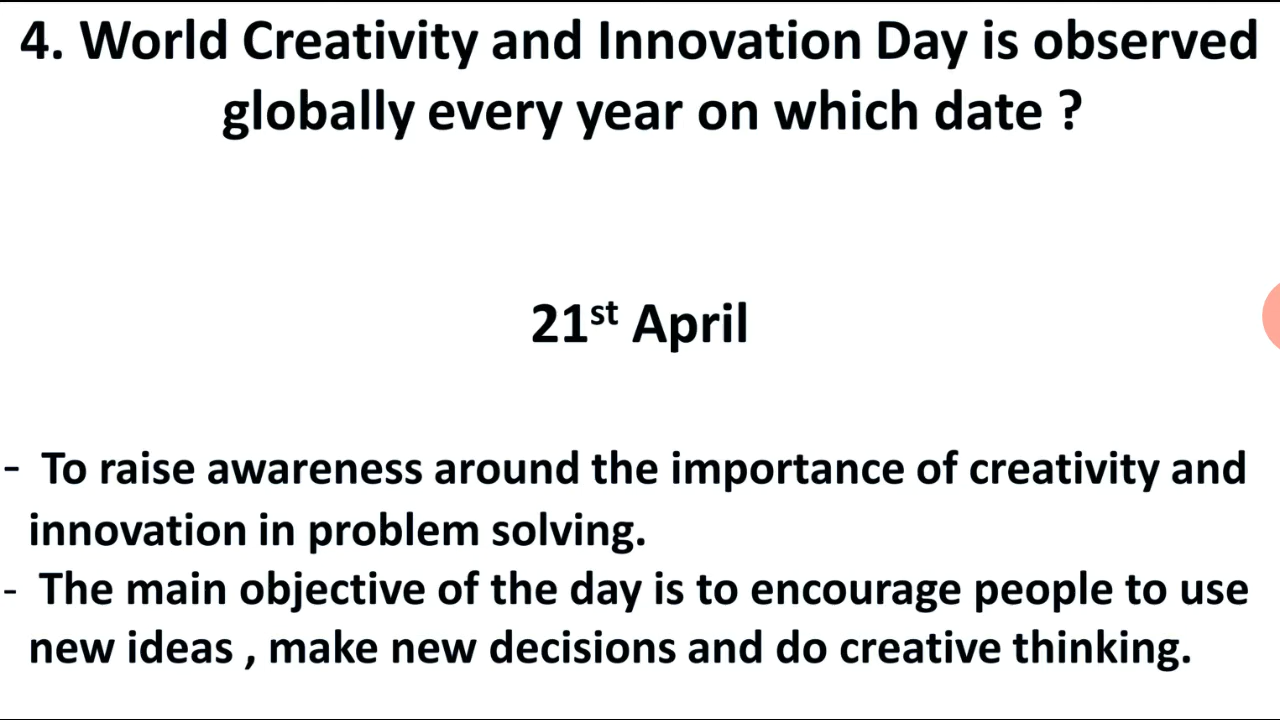 4. World Creativity and Innovation Day is observed
globally every year on which date ?
21st April
- To raise awareness around the importance of creativity and
innovation in problem solving.
- The main objective of the day is to encourage people to use
new ideas , make new decisions and do creative thinking.